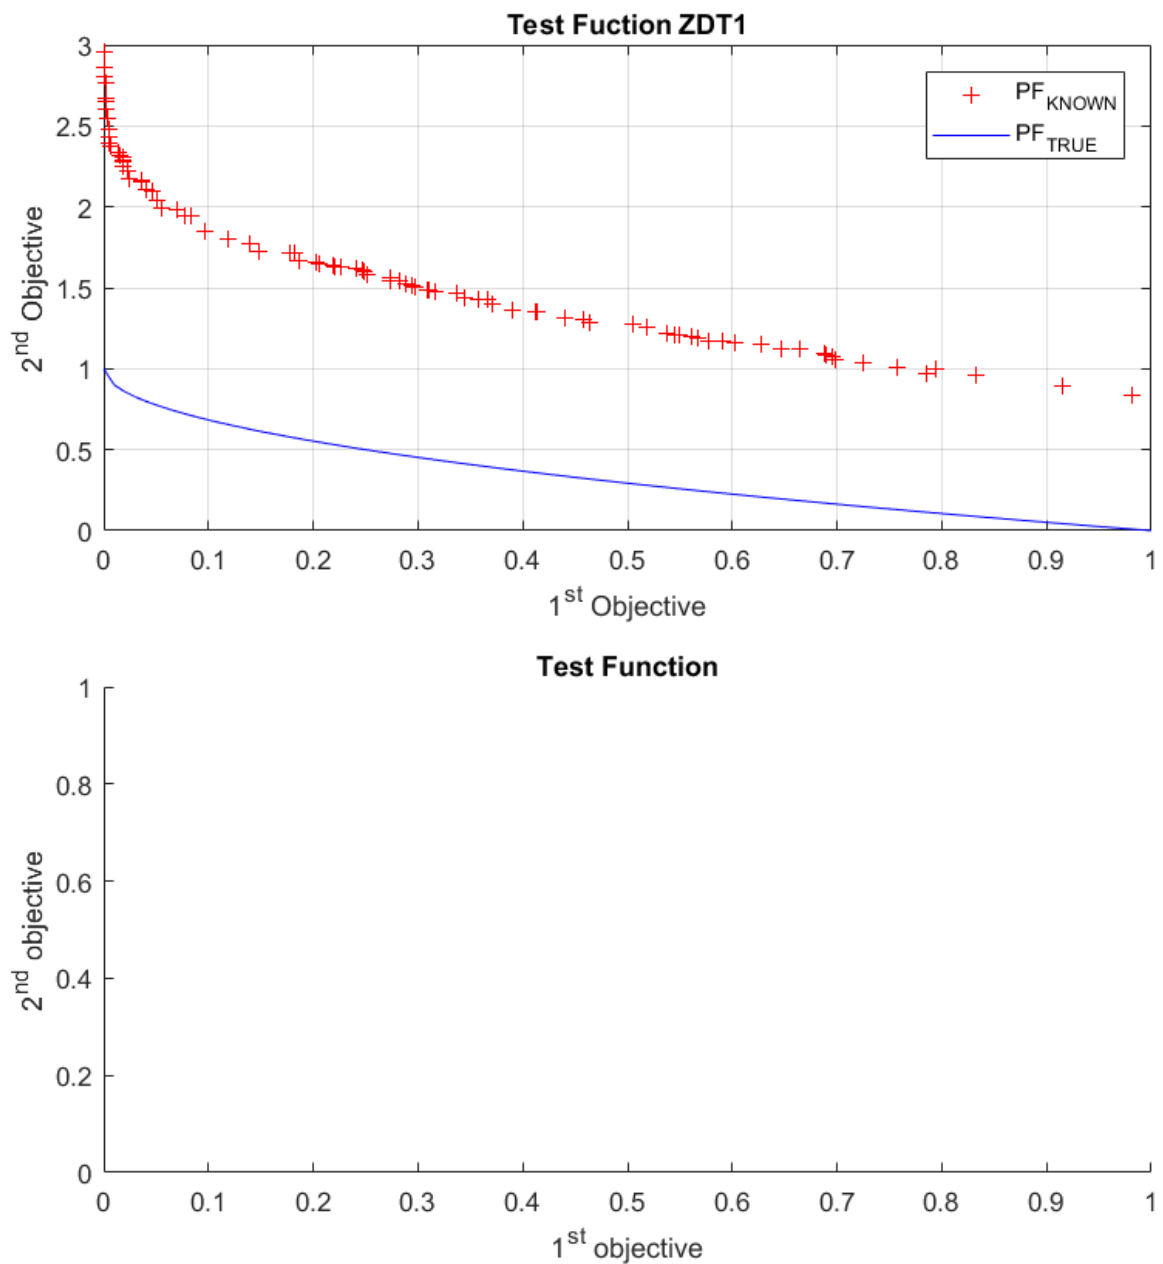 Test Fuction ZDT1
3
2.5
2
1.5
1
0.5
0
2nd Objective
PFKNOWN
PFTRUE
0 0.1 0.2 0.3 0.4 0.5 0.6 0.7 0.8 0.9 1
1st Objective
Test Function
1
0.8
0.6
0.4
0.2
0
2nd objective
0 0.1 0.2 0.3 0.4 0.5 0.6 0.7 0.8 0.9 1
1st objective